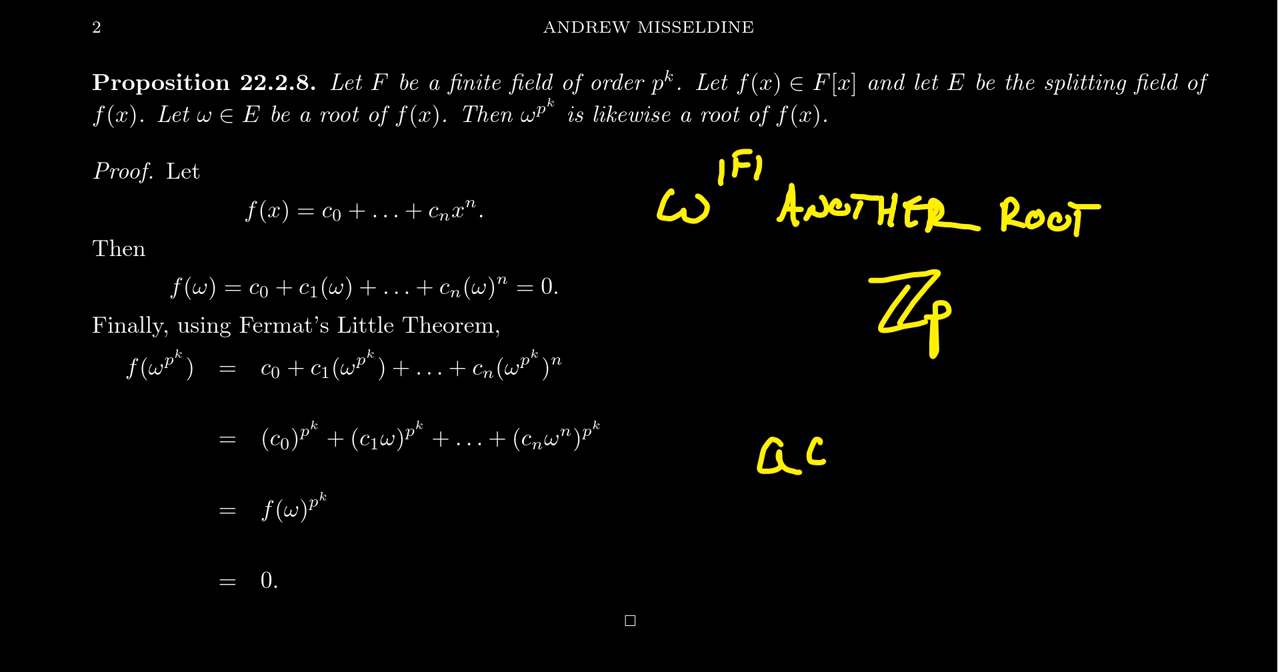 2 ANDREW MISSELDINE
Proposition 22.2.8. Let F be a finite field of order p^k. Let f(x) ∈ F[x] and let E be the splitting field of
f(x). Let ω ∈ E be a root of f(x). Then ω^{p^k} is likewise a root of f(x).
Proof. Let
ω^{|F|} ANOTHER ROOT
f(x) = c_0 + … + c_n x^n.
Then
f(ω) = c_0 + c_1(ω) + … + c_n(ω)^n = 0.
ℤ_p
Finally, using Fermat's Little Theorem,
f(ω^{p^k}) = c_0 + c_1(ω^{p^k}) + … + c_n(ω^{p^k})^n
= (c_0)^{p^k} + (c_1ω)^{p^k} + … + (c_nω^n)^{p^k}
ac
= f(ω)^{p^k}
= 0.
□